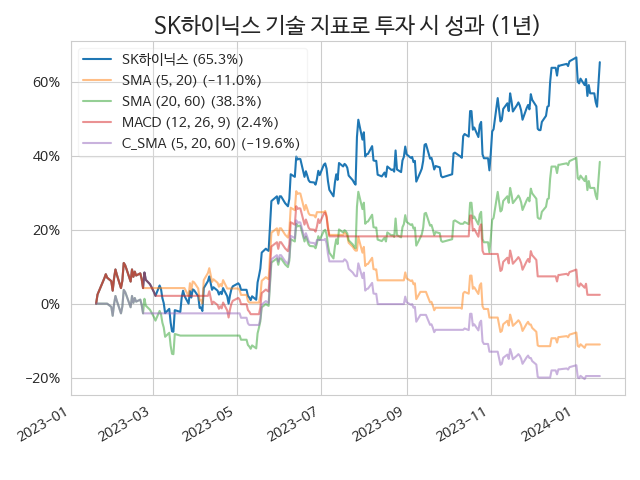 SK하이닉스 기술 지표로 투자 시 성과 (1년)
SK하이닉스 (65.3%)
SMA (5, 20) (−11.0%)
SMA (20, 60) (38.3%)
MACD (12, 26, 9) (2.4%)
C_SMA (5, 20, 60) (−19.6%)
60%
40%
20%
0%
−20%
2023−01
2023−03
2023−05
2023−07
2023−09
2023−11
2024−01